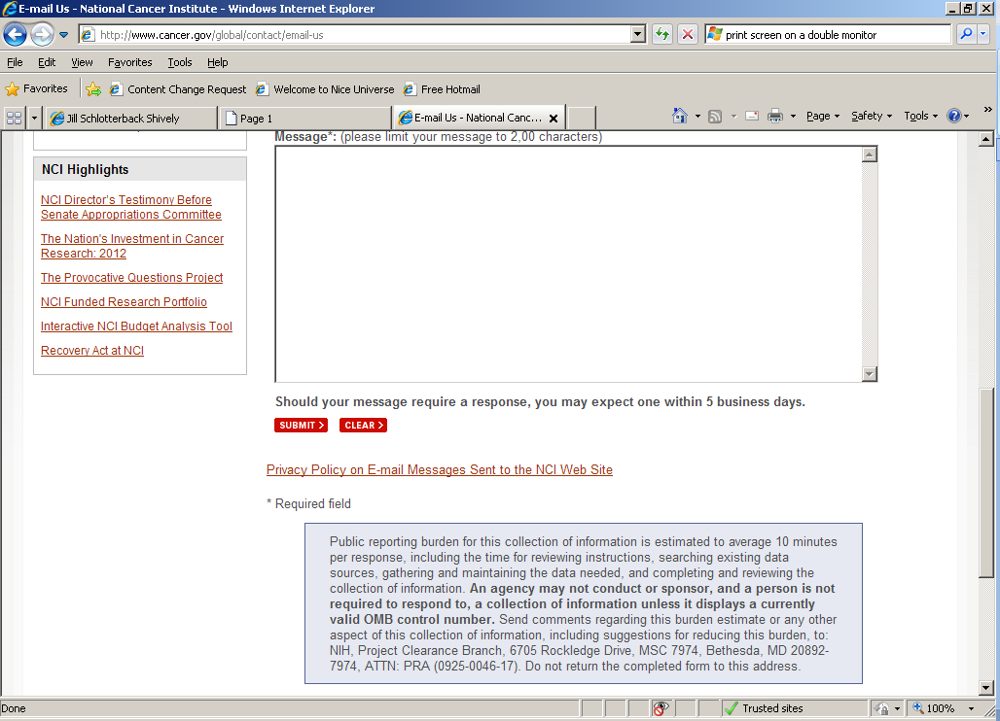 E-mail Us - National Cancer Institute - Windows Internet Explorer
http://www.cancer.gov/global/contact/email-us
print screen on a double monitor
File Edit View Favorites Tools Help
Favorites Content Change Request Welcome to Nice Universe Free Hotmail
Jill Schlotterback Shively Page 1 E-mail Us - National Canc... Page Safety Tools
NCI Highlights
NCI Director's Testimony Before
Senate Appropriations Committee
The Nation's Investment in Cancer
Research: 2012
The Provocative Questions Project
NCI Funded Research Portfolio
Interactive NCI Budget Analysis Tool
Recovery Act at NCI
Message*: (please limit your message to 2,00 characters)
Should your message require a response, you may expect one within 5 business days.
SUBMIT > CLEAR >
Privacy Policy on E-mail Messages Sent to the NCI Web Site
* Required field
Public reporting burden for this collection of information is estimated to average 10 minutes
per response, including the time for reviewing instructions, searching existing data
sources, gathering and maintaining the data needed, and completing and reviewing the
collection of information. An agency may not conduct or sponsor, and a person is not
required to respond to, a collection of information unless it displays a currently
valid OMB control number. Send comments regarding this burden estimate or any other
aspect of this collection of information, including suggestions for reducing this burden, to:
NIH, Project Clearance Branch, 6705 Rockledge Drive, MSC 7974, Bethesda, MD 20892-
7974, ATTN: PRA (0925-0046-17). Do not return the completed form to this address.
Done Trusted sites 100%